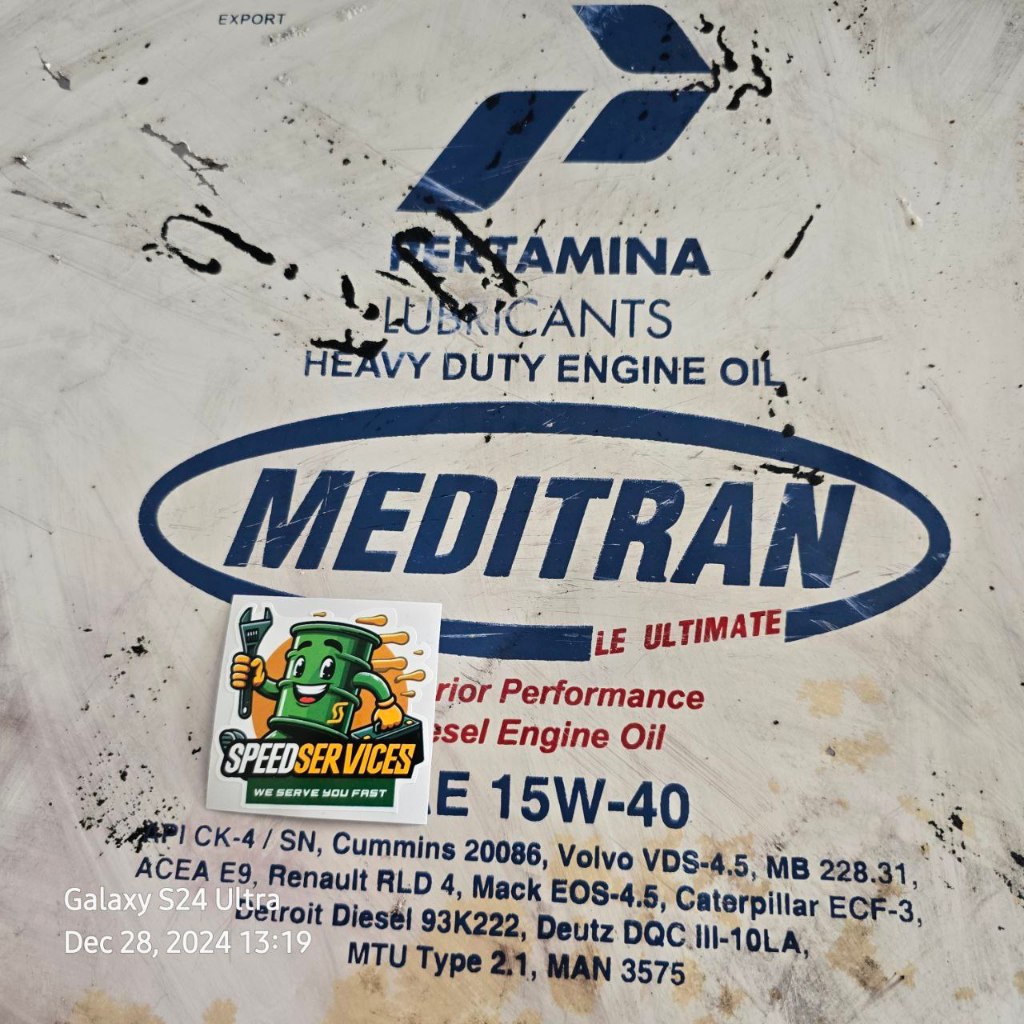 EXPORT
PERTAMINA
LUBRICANTS
HEAVY DUTY ENGINE OIL
MEDITRAN
LE ULTIMATE
rior Performance
esel Engine Oil
SPEEDSERVICES
WE SERVE YOU FAST
AE 15W-40
API CK-4 / SN, Cummins 20086, Volvo VDS-4.5, MB 228.31,
ACEA E9, Renault RLD 4, Mack EOS-4.5, Caterpillar ECF-3,
Detroit Diesel 93K222, Deutz DQC III-10LA,
MTU Type 2.1, MAN 3575
Galaxy S24 Ultra
Dec 28, 2024 13:19